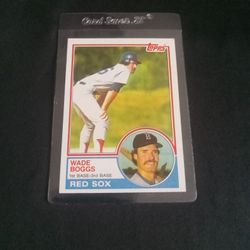 Card Saver II
Topps
WADE
BOGGS
1st BASE-3rd BASE
RED SOX